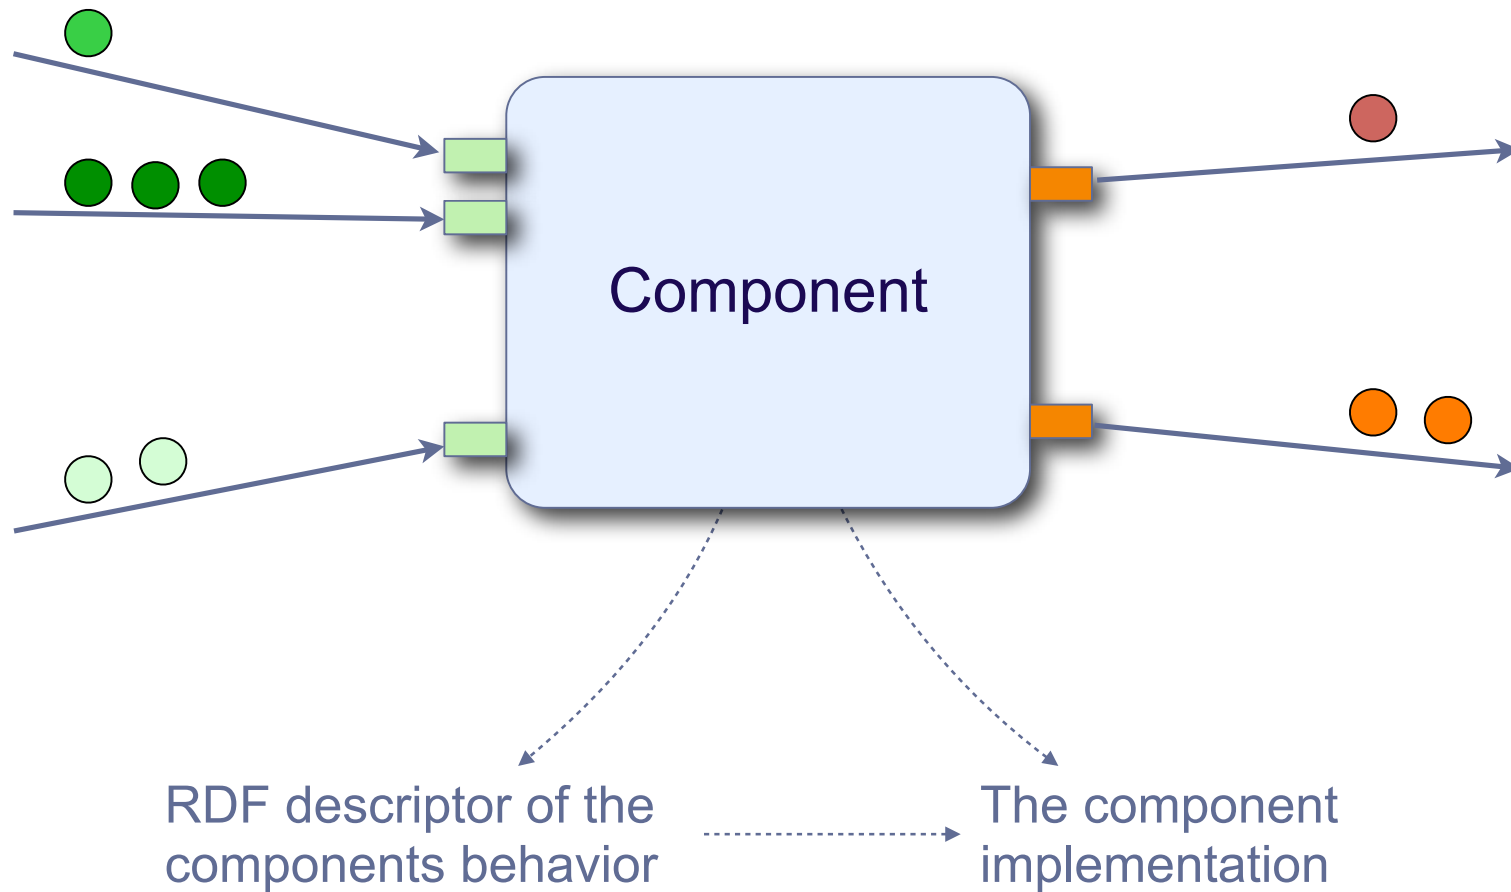 Component
RDF descriptor of the
components behavior
The component
implementation